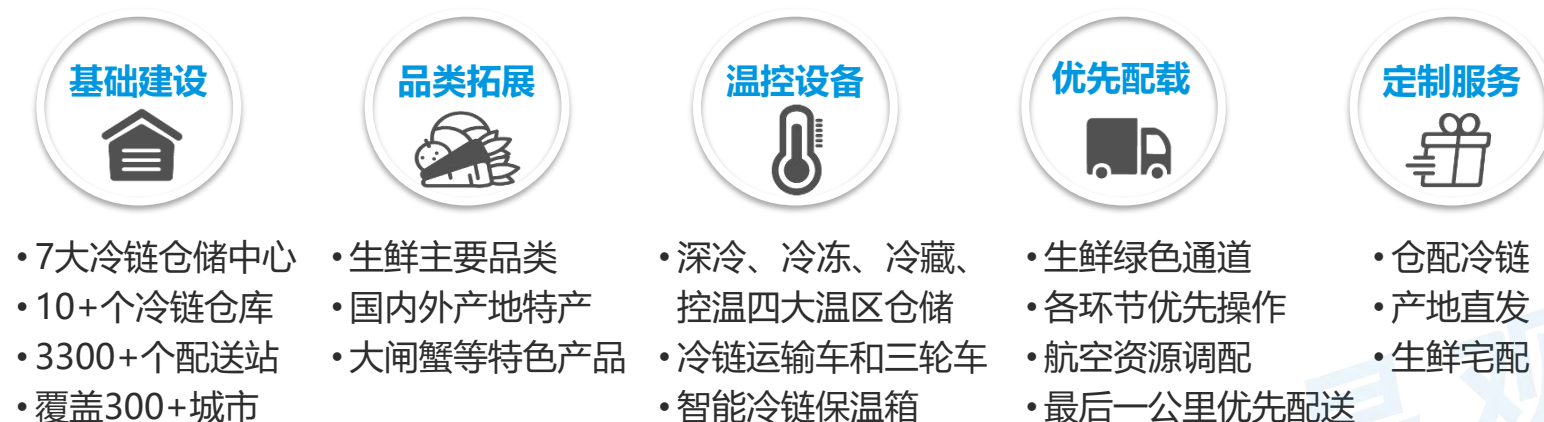 基础建设
• 7大冷链仓储中心
• 10+个冷链仓库
• 3300+个配送站
• 覆盖300+城市
品类拓展
• 生鲜主要品类
• 国内外产地特产
• 大闸蟹等特色产品
温控设备
• 深冷、冷冻、冷藏、
控温四大温区仓储
• 冷链运输车和三轮车
• 智能冷链保温箱
优先配载
• 生鲜绿色通道
• 各环节优先操作
• 航空资源调配
• 最后一公里优先配送
定制服务
• 仓配冷链
• 产地直发
• 生鲜宅配